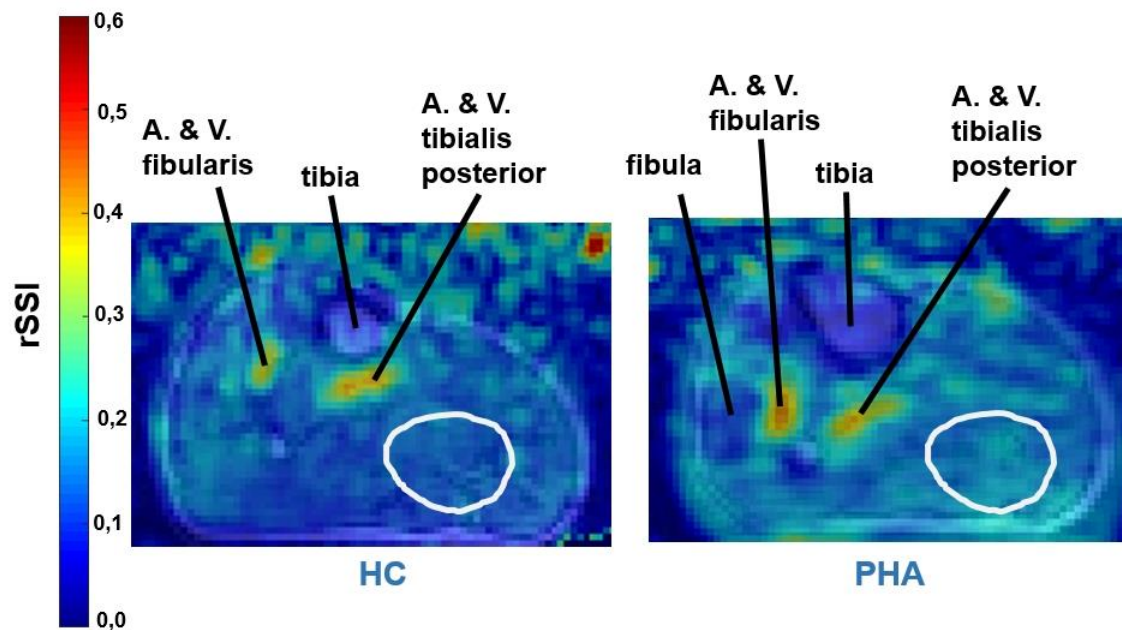 0,6
0,5
0,4
0,3
0,2
0,1
0,0
rSSI
A. & V.
fibularis
tibia
A. & V.
tibialis
posterior
HC
fibula
A. & V.
fibularis
tibia
A. & V.
tibialis
posterior
PHA